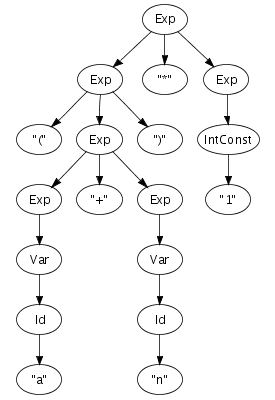 Exp
Exp "*" Exp
"(" Exp ")" IntConst
Exp "+" Exp "1"
Var Var
Id Id
"a" "n"